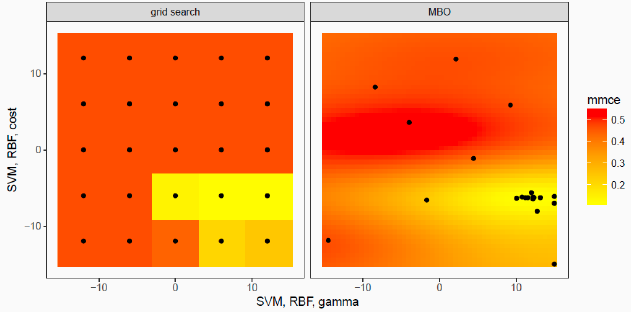 grid search
MBO
SVM, RBF, cost
10
0
−10
mmce
0.5
0.4
0.3
0.2
−10 0 10
−10 0 10
SVM, RBF, gamma